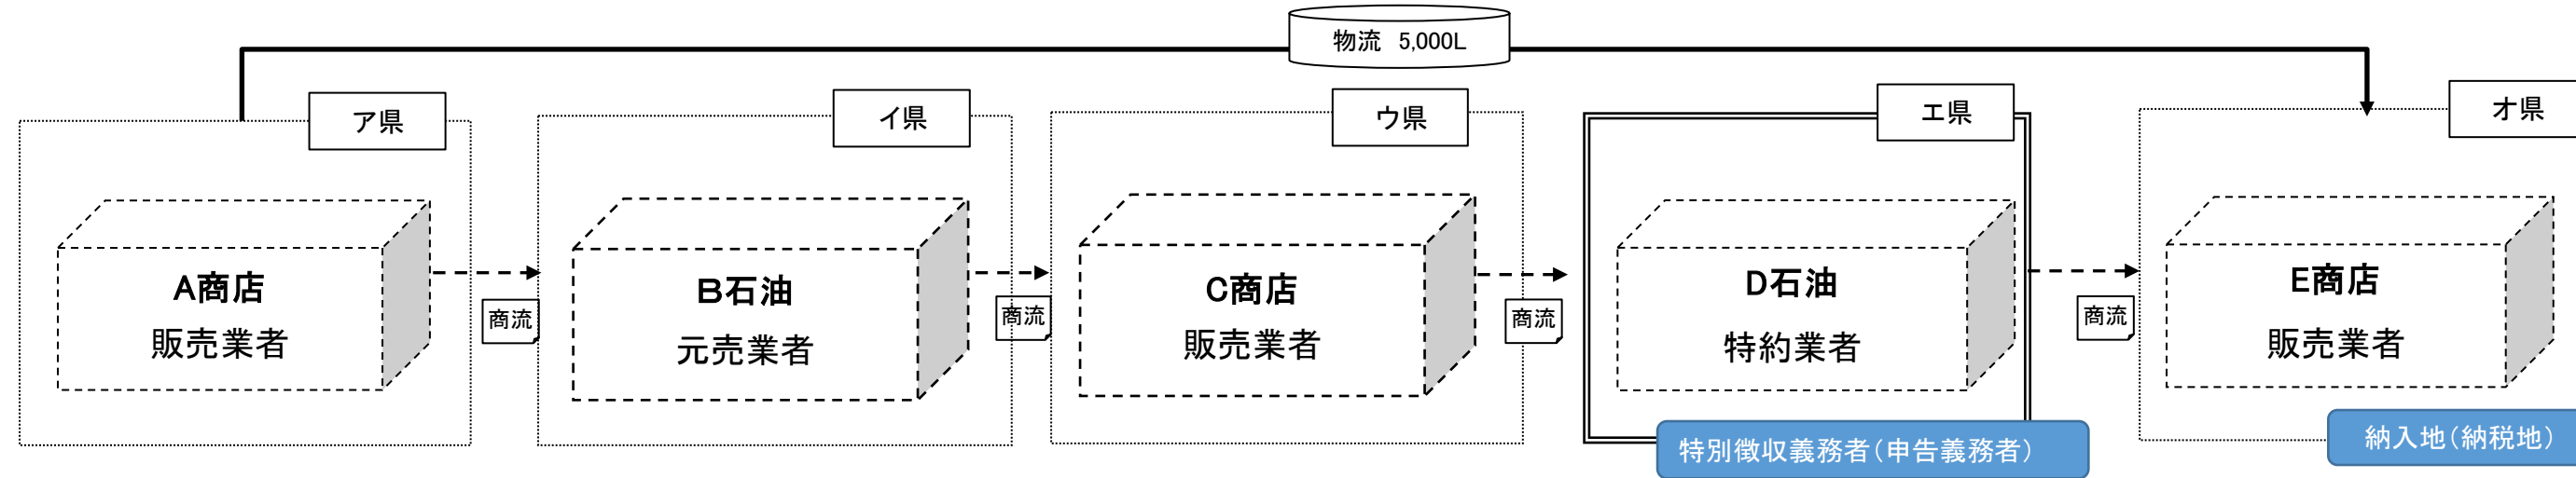 物流 5,000L
ア県
イ県
ウ県
エ県
オ県
A商店
販売業者
商流
B石油
元売業者
商流
C商店
販売業者
商流
D石油
特約業者
商流
E商店
販売業者
特別徴収義務者（申告義務者）
納入地（納税地）